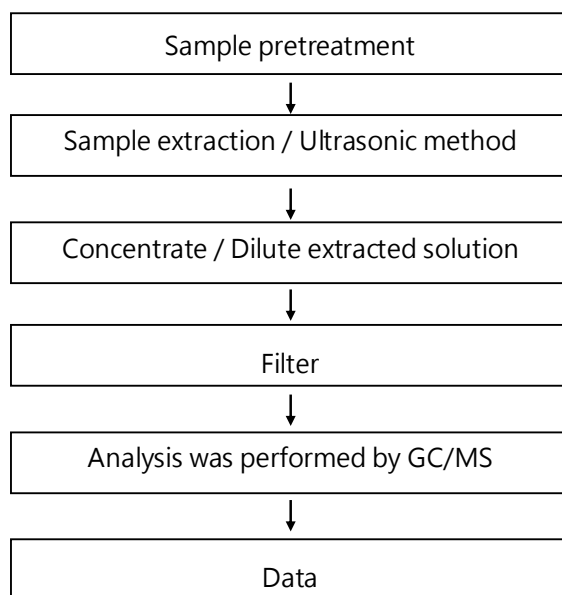 Sample pretreatment
Sample extraction / Ultrasonic method
Concentrate / Dilute extracted solution
Filter
Analysis was performed by GC/MS
Data